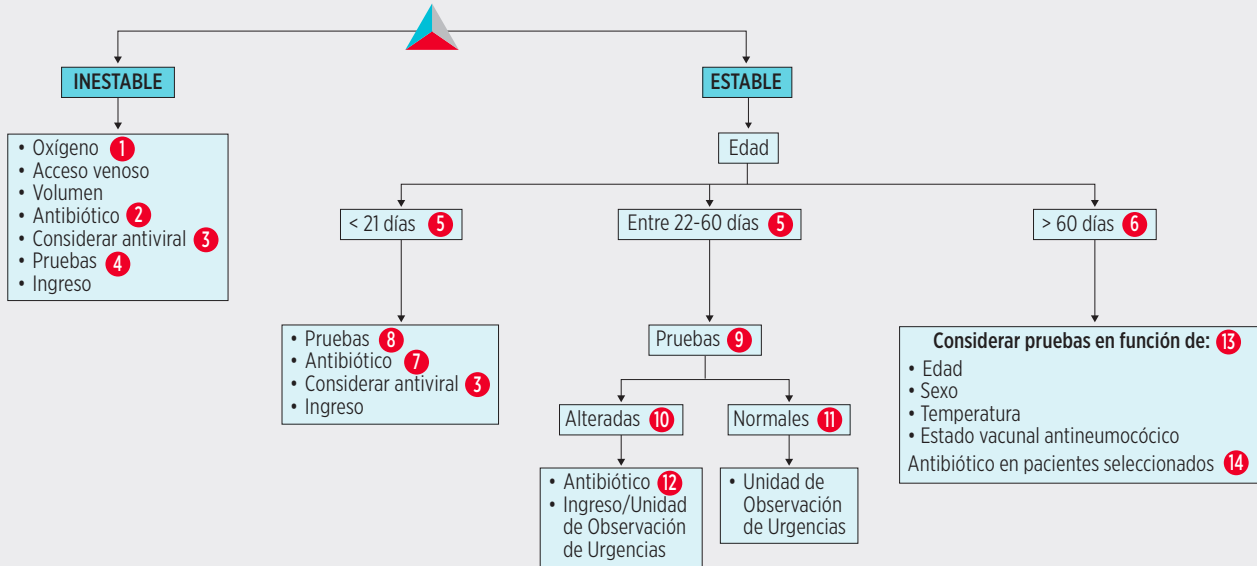 INESTABLE
• Oxígeno 1
• Acceso venoso
• Volumen
• Antibiótico 2
• Considerar antiviral 3
• Pruebas 4
• Ingreso
ESTABLE
Edad
< 21 días 5
• Pruebas 8
• Antibiótico 7
• Considerar antiviral 3
• Ingreso
Entre 22-60 días 5
Pruebas 9
Alteradas 10
• Antibiótico 12
• Ingreso/Unidad
de Observación
de Urgencias
Normales 11
• Unidad de
Observación
de Urgencias
> 60 días 6
Considerar pruebas en función de: 13
• Edad
• Sexo
• Temperatura
• Estado vacunal antineumocócico
Antibiótico en pacientes seleccionados 14